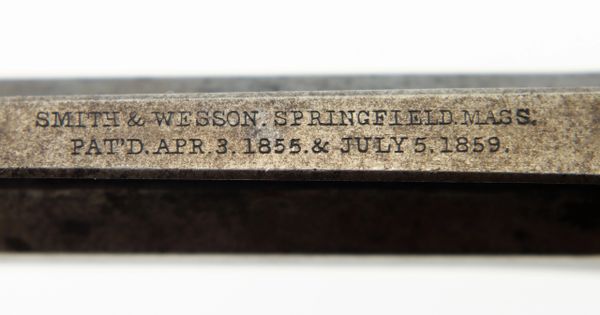 SMITH & WESSON. SPRINGFIELD. MASS.
PAT'D. APR. 3. 1855. & JULY 5. 1859.